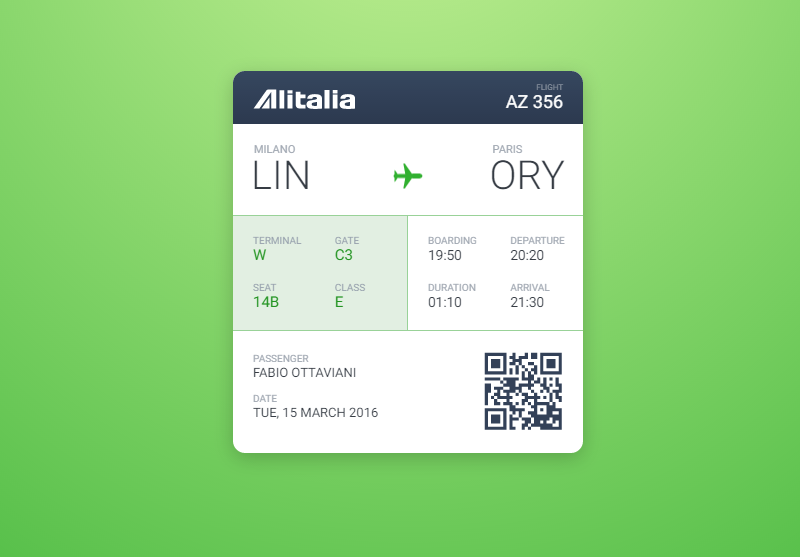 Alitalia
FLIGHT
AZ 356
MILANO
LIN
PARIS
ORY
TERMINAL
W
GATE
C3
BOARDING
19:50
DEPARTURE
20:20
SEAT
14B
CLASS
E
DURATION
01:10
ARRIVAL
21:30
PASSENGER
FABIO OTTAVIANI
DATE
TUE, 15 MARCH 2016